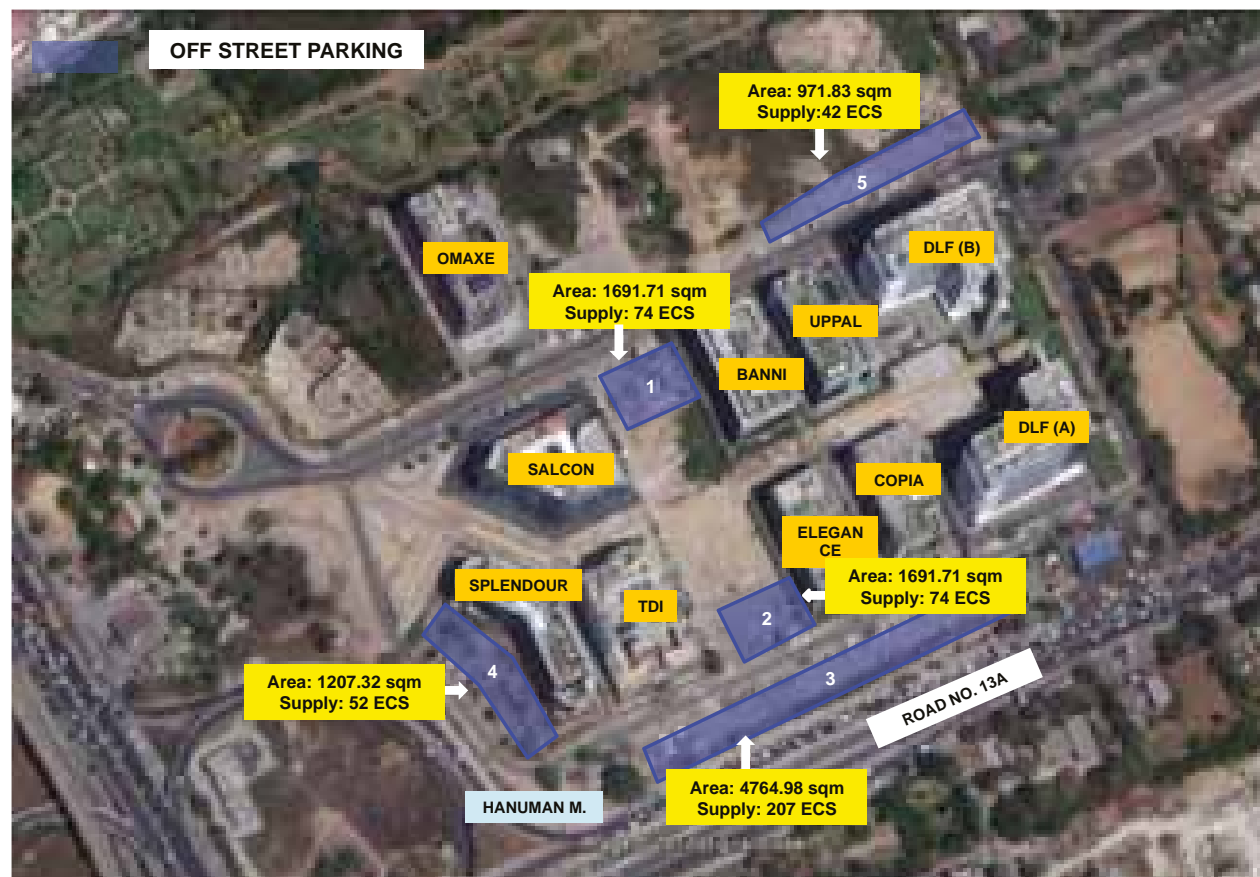 OFF STREET PARKING
Area: 971.83 sqm
Supply:42 ECS
5
OMAXE
DLF (B)
Area: 1691.71 sqm
Supply: 74 ECS
UPPAL
1
BANNI
DLF (A)
SALCON
COPIA
ELEGAN
CE
SPLENDOUR
Area: 1691.71 sqm
Supply: 74 ECS
TDI
2
4
3
Area: 1207.32 sqm
Supply: 52 ECS
ROAD NO. 13A
Area: 4764.98 sqm
Supply: 207 ECS
HANUMAN M.